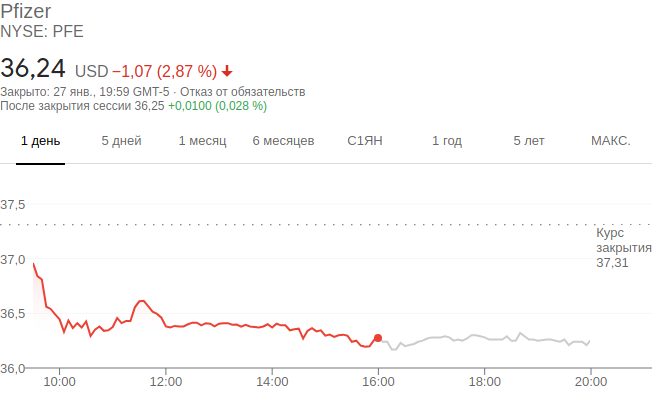 Pfizer
NYSE: PFE
36,24 USD −1,07 (2,87 %)
Закрыто: 27 янв., 19:59 GMT-5 · Отказ от обязательств
После закрытия сессии 36,25 +0,0100 (0,028 %)
1 день 5 дней 1 месяц 6 месяцев С1ЯН 1 год 5 лет МАКС.
37,5
Курс
закрытия
37,31
37,0
36,5
36,0
10:00 12:00 14:00 16:00 18:00 20:00